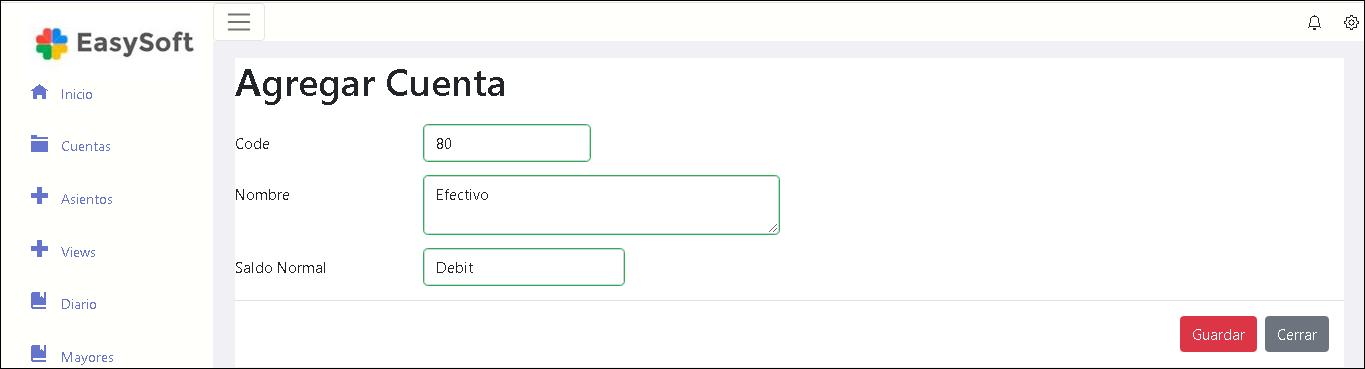 EasySoft
Inicio
Cuentas
Asientos
Views
Diario
Mayores
Agregar Cuenta
Code 80
Nombre Efectivo
Saldo Normal Debit
Guardar Cerrar